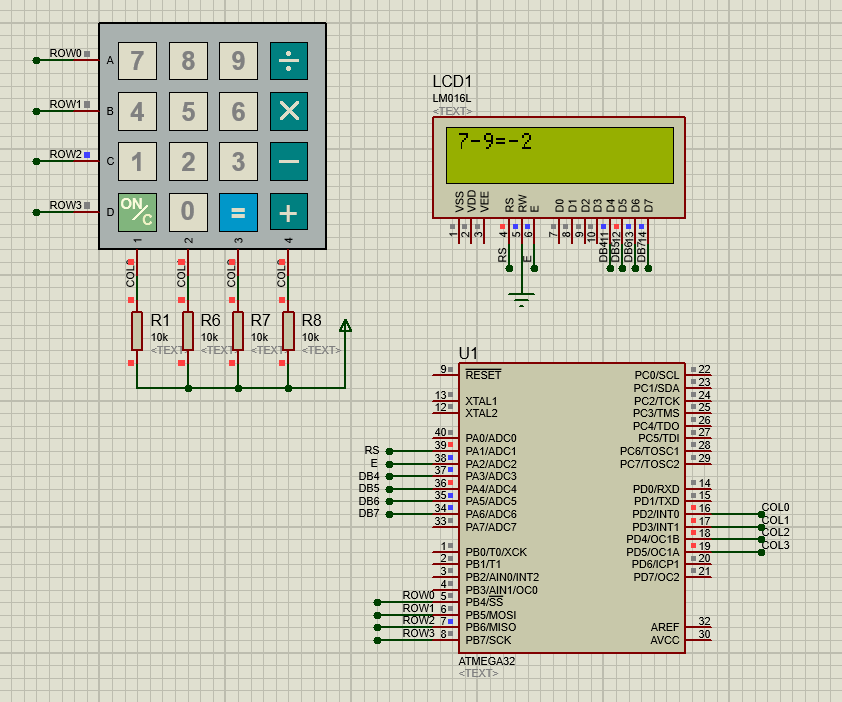 ROW0 A 7 8 9 ÷
ROW1 B 4 5 6 ×
ROW2 C 1 2 3 −
ROW3 D ON/C 0 = +
1 2 3 4
COL COL COL COL
R1 R6 R7 R8
10k 10k 10k 10k
<TEXT> <TEXT> <TEXT> <TEXT>
LCD1
LM016L
<TEXT>
7-9=-2
VSS VDD VEE RS RW E D0 D1 D2 D3 D4 D5 D6 D7
1 2 3 4 5 6 7 8 9 10 11 12 13 14
RS E DB4 DB5 DB6 DB7
U1
9 RESET PC0/SCL 22
PC1/SDA 23
13 XTAL1 PC2/TCK 24
12 XTAL2 PC3/TMS 25
PC4/TDO 26
40 PA0/ADC0 PC5/TDI 27
RS 39 PA1/ADC1 PC6/TOSC1 28
E 38 PA2/ADC2 PC7/TOSC2 29
DB4 37 PA3/ADC3
DB5 36 PA4/ADC4 PD0/RXD 14
DB6 35 PA5/ADC5 PD1/TXD 15
DB7 34 PA6/ADC6 PD2/INT0 16 COL0
33 PA7/ADC7 PD3/INT1 17 COL1
PD4/OC1B 18 COL2
1 PB0/T0/XCK PD5/OC1A 19 COL3
2 PB1/T1 PD6/ICP1 20
3 PB2/AIN0/INT2 PD7/OC2 21
4 PB3/AIN1/OC0
ROW0 5 PB4/SS
ROW1 6 PB5/MOSI
ROW2 7 PB6/MISO AREF 32
ROW3 8 PB7/SCK AVCC 30
ATMEGA32
<TEXT>